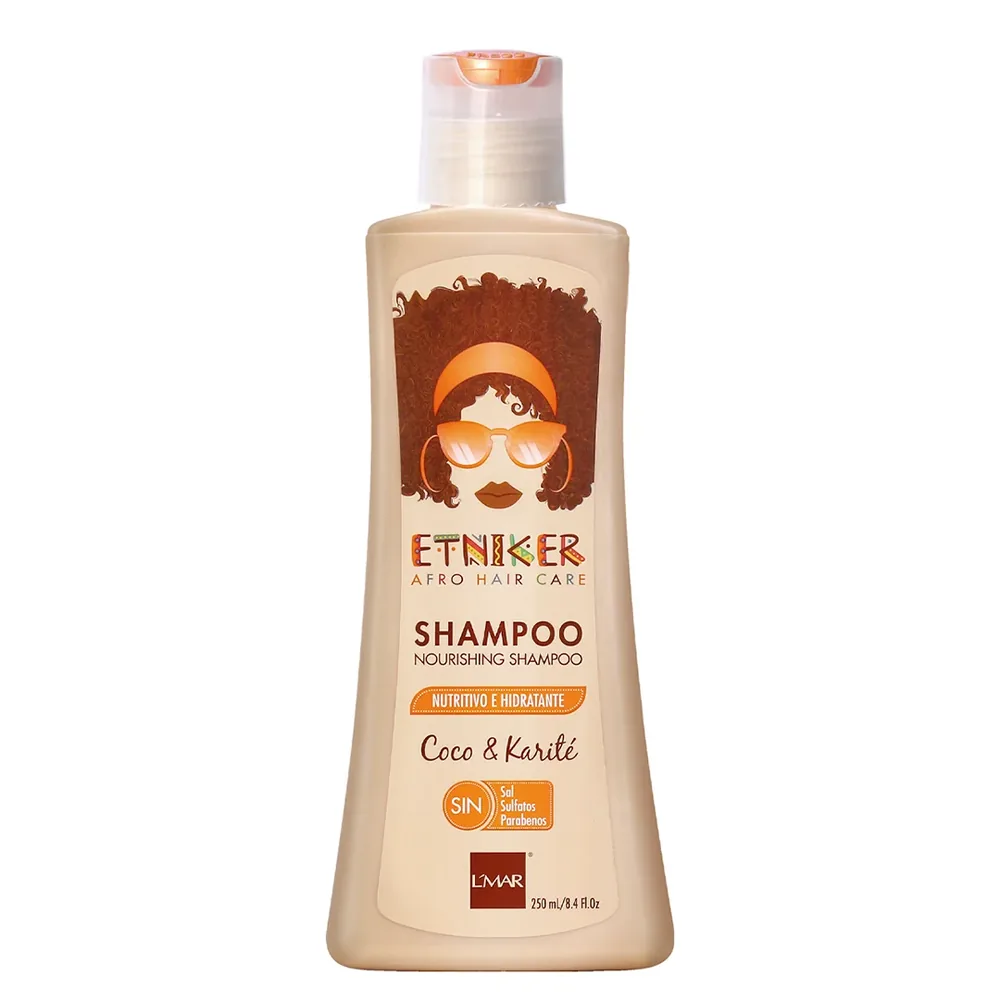 ETNIKER
AFRO HAIR CARE
SHAMPOO
NOURISHING SHAMPOO
NUTRITIVO E HIDRATANTE
Coco & Karité
SIN
Sal
Sulfatos
Parabenos
L'MAR®
250 mL/8.4 Fl.Oz